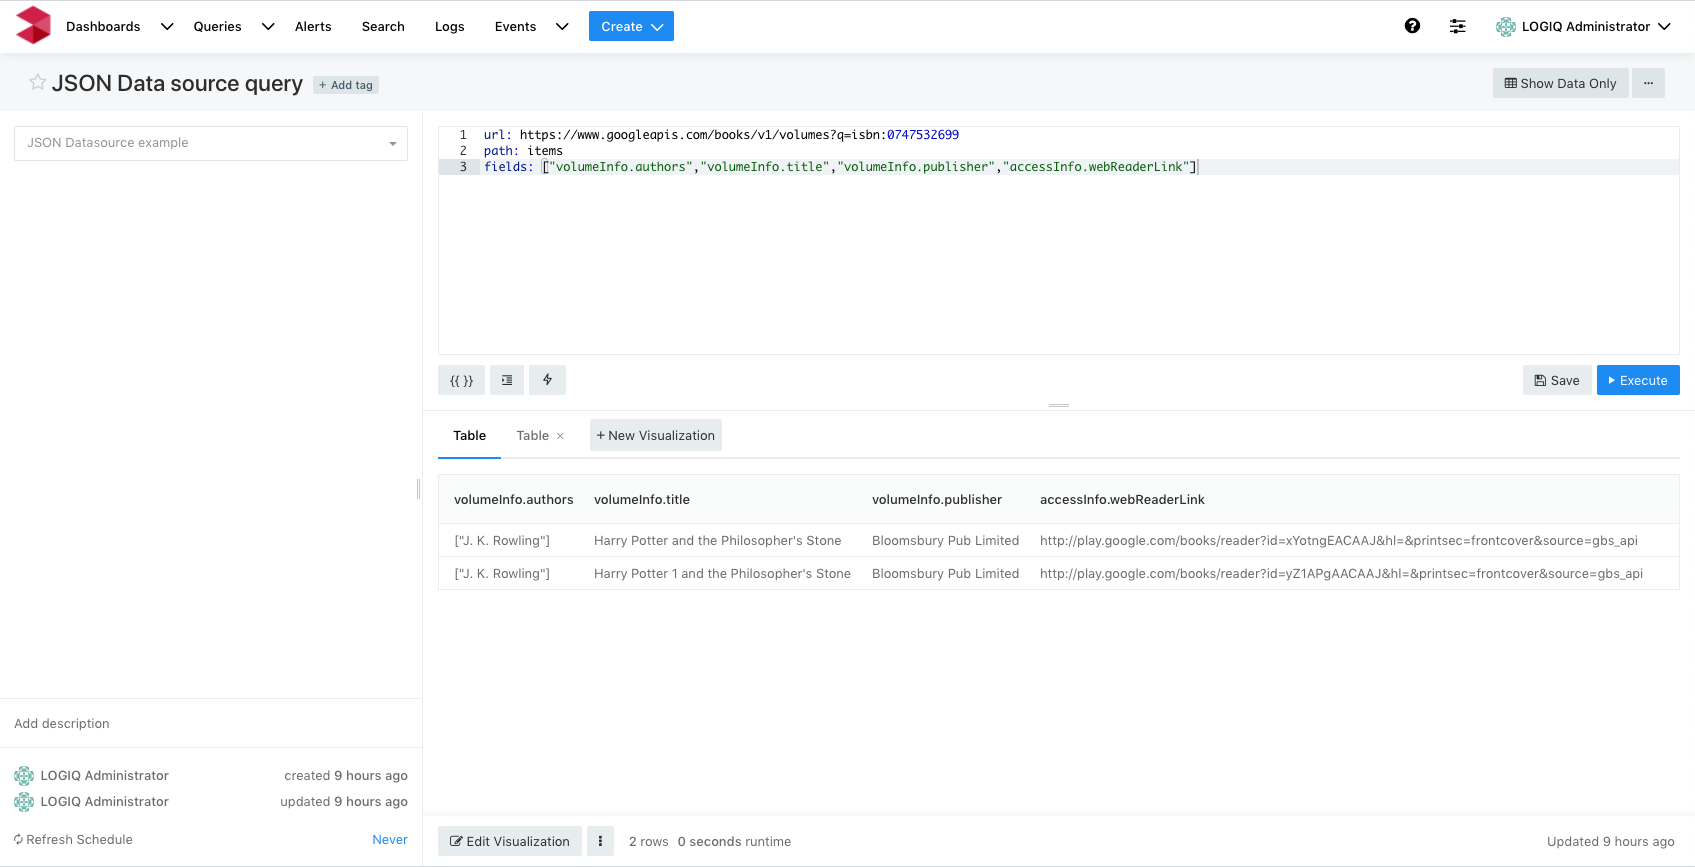 Dashboards Queries Alerts Search Logs Events Create LOGIQ Administrator
JSON Data source query + Add tag Show Data Only ...
JSON Datasource example
1 url: https://www.googleapis.com/books/v1/volumes?q=isbn:0747532699
2 path: items
3 fields: ["volumeInfo.authors","volumeInfo.title","volumeInfo.publisher","accessInfo.webReaderLink"]
{{ }} Save Execute
Table Table × + New Visualization
volumeInfo.authors volumeInfo.title volumeInfo.publisher accessInfo.webReaderLink
["J. K. Rowling"] Harry Potter and the Philosopher's Stone Bloomsbury Pub Limited http://play.google.com/books/reader?id=xYotngEACAAJ&hl=&printsec=frontcover&source=gbs_api
["J. K. Rowling"] Harry Potter 1 and the Philosopher's Stone Bloomsbury Pub Limited http://play.google.com/books/reader?id=yZ1APgAACAAJ&hl=&printsec=frontcover&source=gbs_api
Add description
LOGIQ Administrator created 9 hours ago
LOGIQ Administrator updated 9 hours ago
Refresh Schedule Never
Edit Visualization 2 rows 0 seconds runtime Updated 9 hours ago